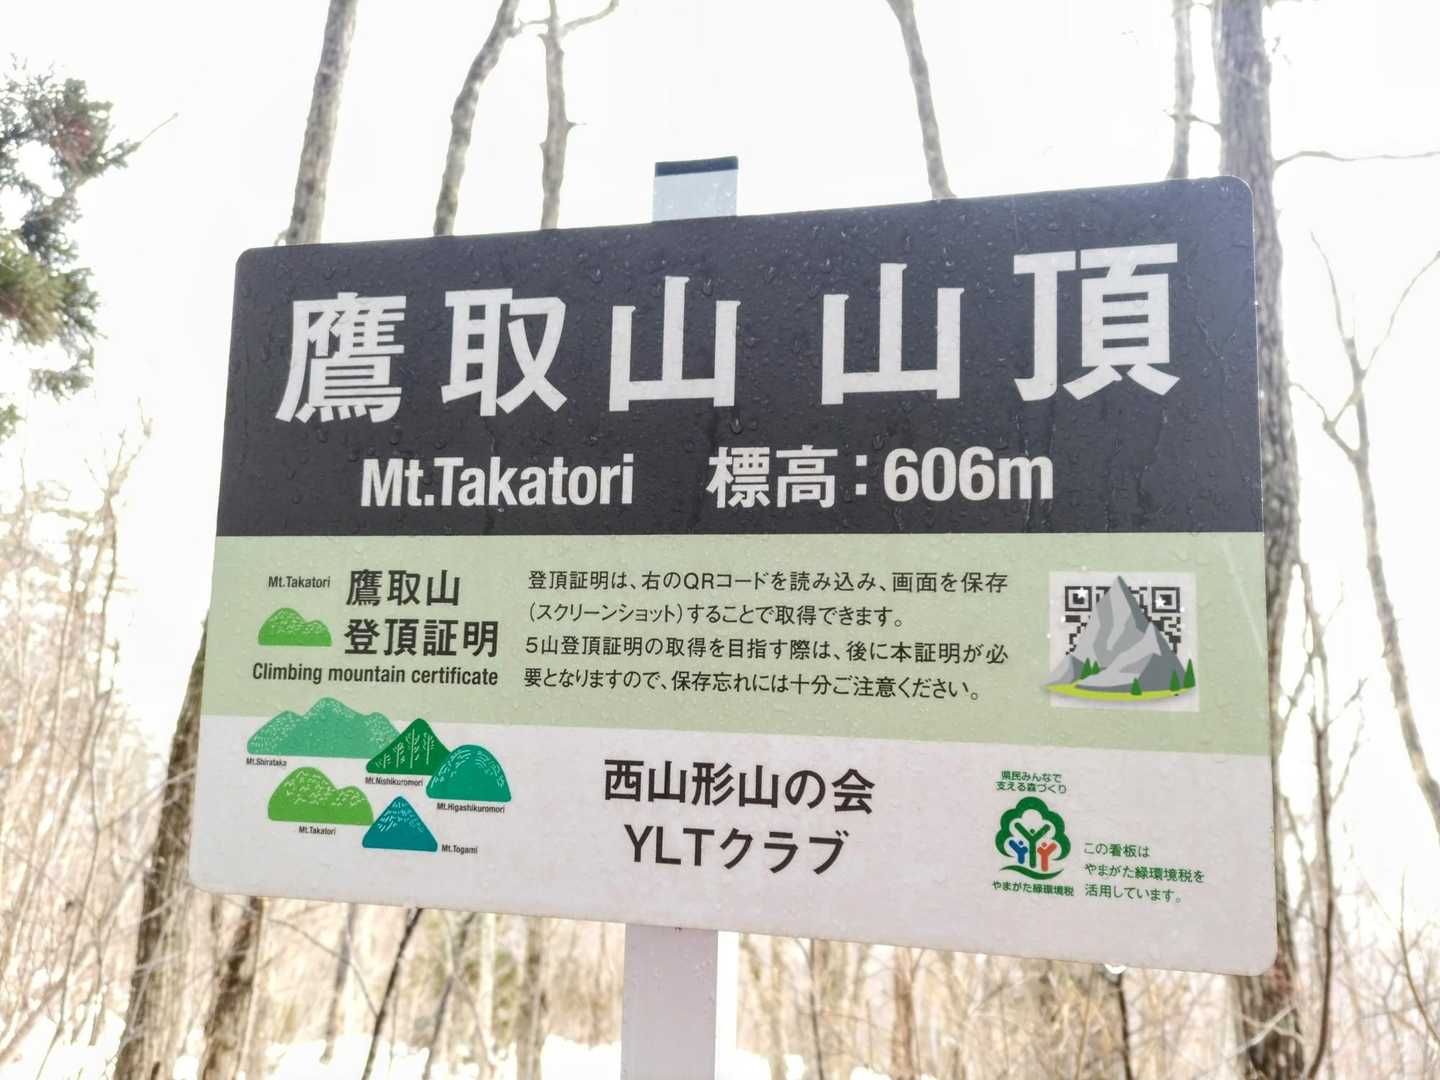 鷹取山 山頂
Mt.Takatori 標高：606m
Mt.Takatori
鷹取山
登頂証明
Climbing mountain certificate
登頂証明は、右のQRコードを読み込み、画面を保存
（スクリーンショット）することで取得できます。
5山登頂証明の取得を目指す際は、後に本証明が必
要となりますので、保存忘れには十分ご注意ください。
Mt.Shirataka
Mt.Nishikuromori
Mt.Higashikuromori
Mt.Takatori
Mt.Togami
西山形山の会
YLTクラブ
県民みんなで
支える森づくり
やまがた緑環境税
この看板は
やまがた緑環境税を
活用しています。